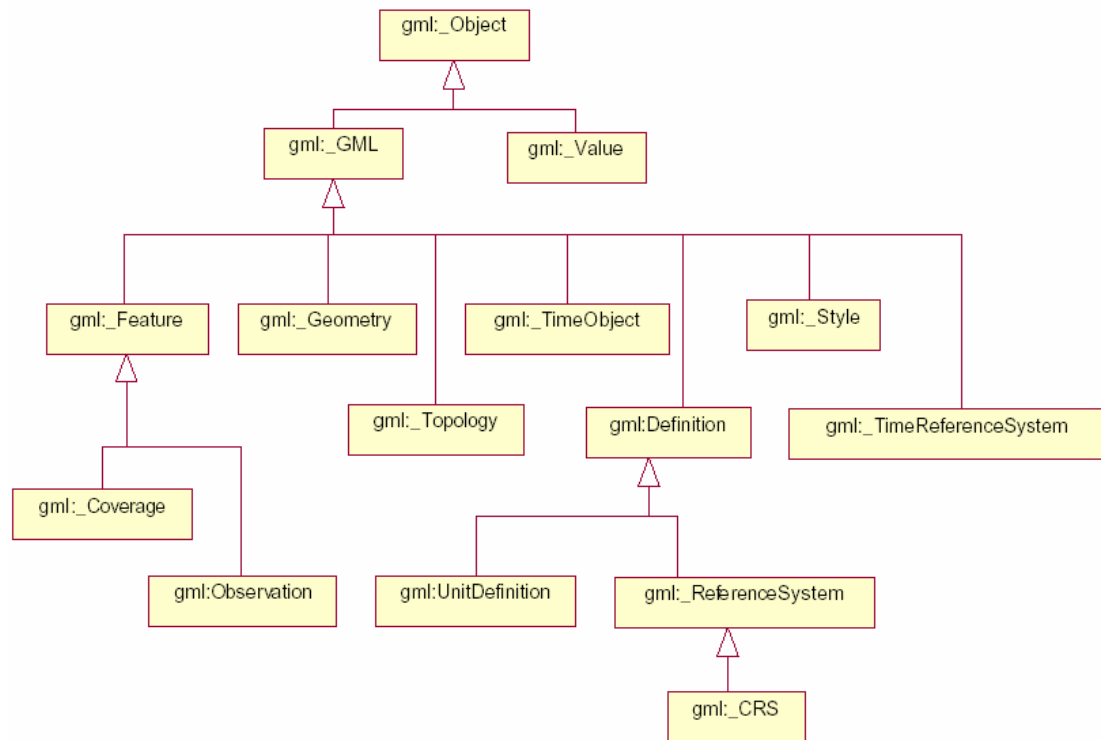 gml:_Object
gml:_GML
gml:_Value
gml:_Feature
gml:_Geometry
gml:_TimeObject
gml:_Style
gml:_Topology
gml:Definition
gml:_TimeReferenceSystem
gml:_Coverage
gml:Observation
gml:UnitDefinition
gml:_ReferenceSystem
gml:_CRS